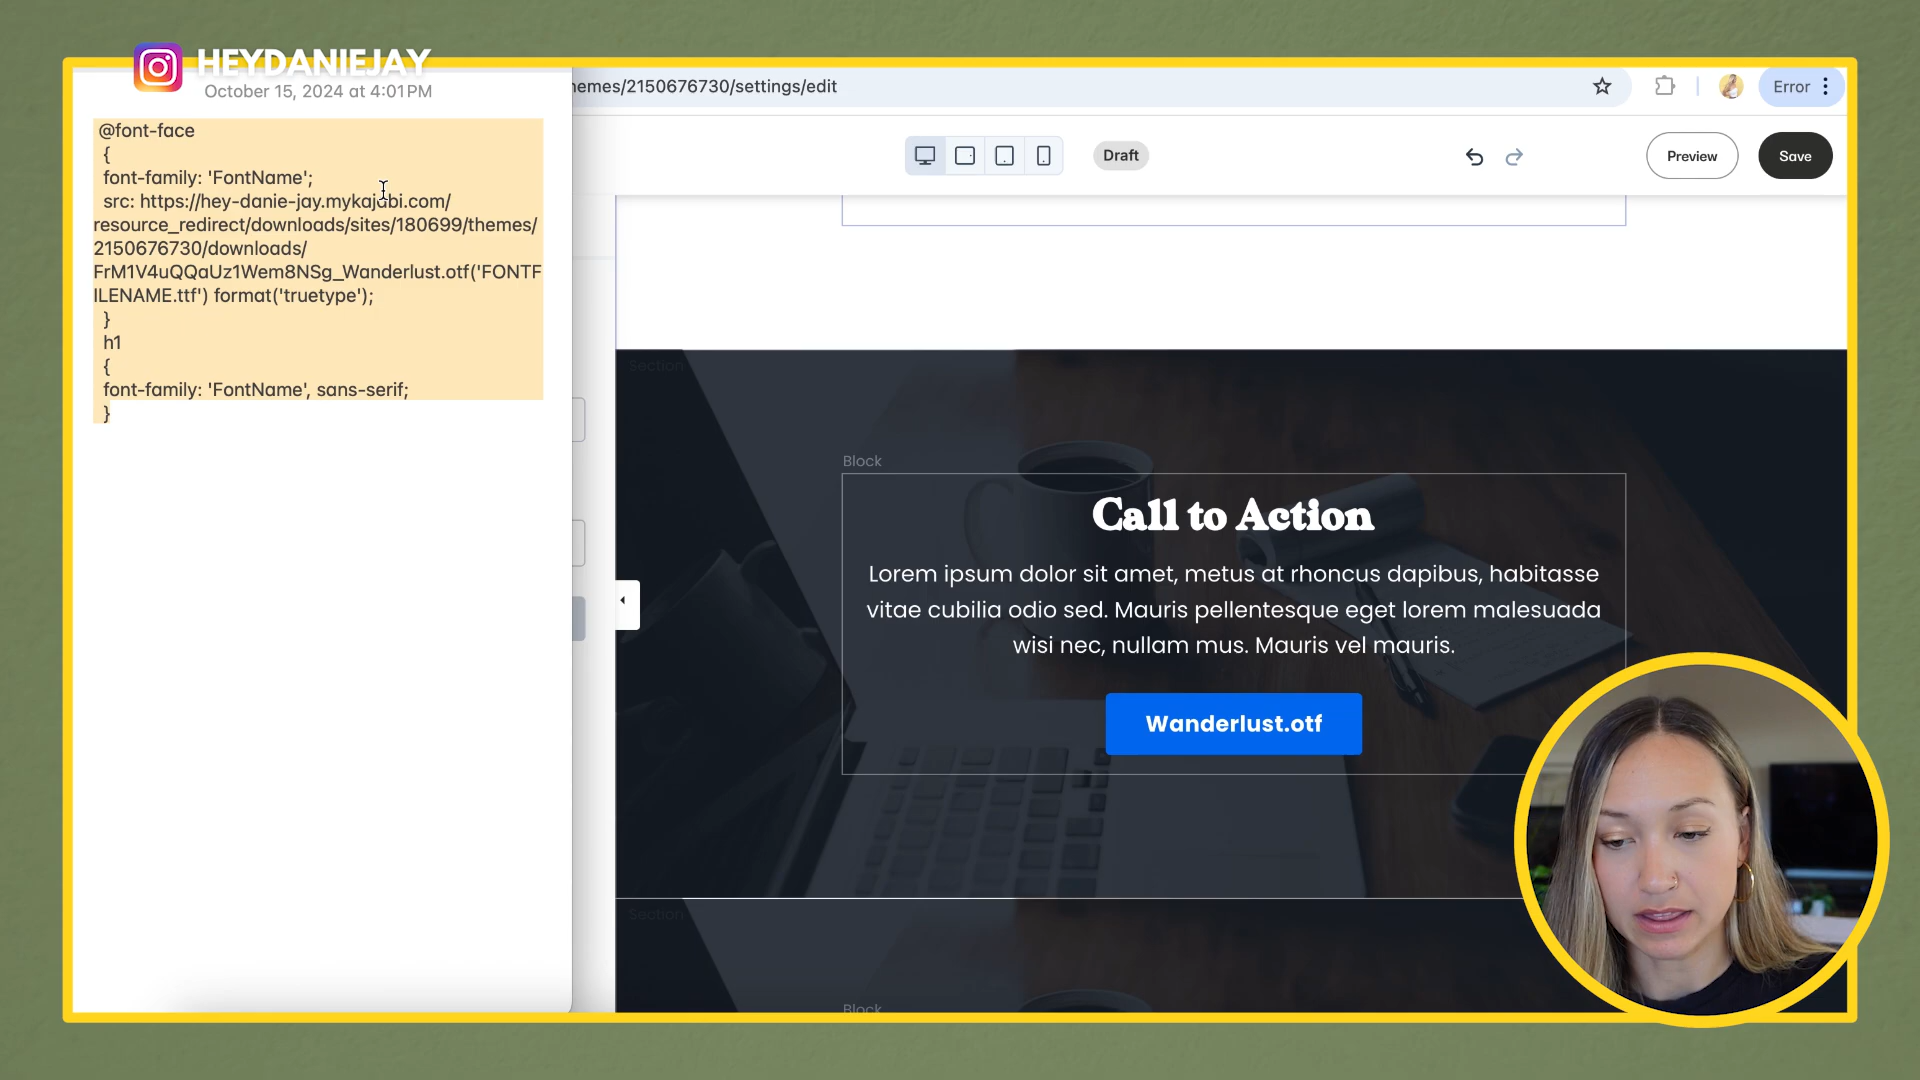 HEYDANIEJAY
October 15, 2024 at 4:01PM
@font-face
{
font-family: 'FontName';
src: https://hey-danie-jay.mykajabi.com/
resource_redirect/downloads/sites/180699/themes/
2150676730/downloads/
FrM1V4uQQaUz1Wem8NSg_Wanderlust.otf('FONTF
ILENAME.ttf') format('truetype');
}
h1
{
font-family: 'FontName', sans-serif;
}
hemes/2150676730/settings/edit
Error
Draft
Preview
Save
Section
Block
Call to Action
Lorem ipsum dolor sit amet, metus at rhoncus dapibus, habitasse
vitae cubilia odio sed. Mauris pellentesque eget lorem malesuada
wisi nec, nullam mus. Mauris vel mauris.
Wanderlust.otf
Section
Block